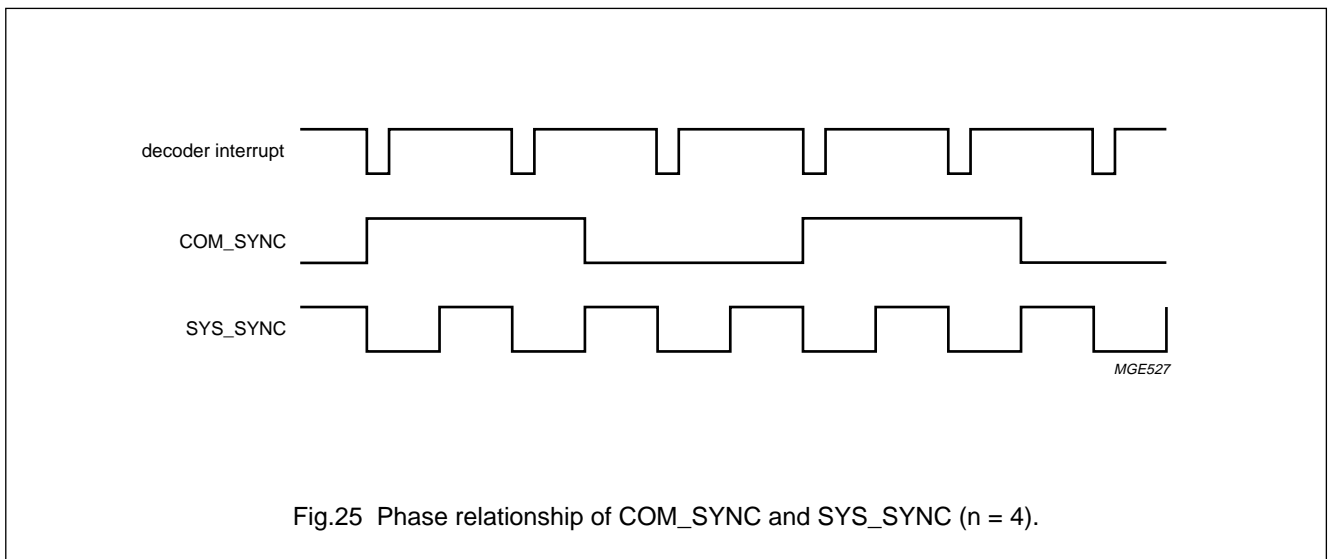 decoder interrupt
COM_SYNC
SYS_SYNC
MGE527
Fig.25 Phase relationship of COM_SYNC and SYS_SYNC (n = 4).